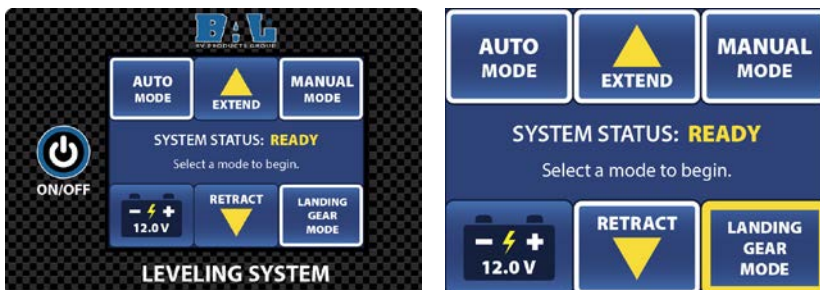 BAL
RV PRODUCTS GROUP
AUTO
MODE
EXTEND
MANUAL
MODE
SYSTEM STATUS: READY
Select a mode to begin.
ON/OFF
12.0 V
RETRACT
LANDING
GEAR
MODE
LEVELING SYSTEM
AUTO
MODE
EXTEND
MANUAL
MODE
SYSTEM STATUS: READY
Select a mode to begin.
12.0 V
RETRACT
LANDING
GEAR
MODE